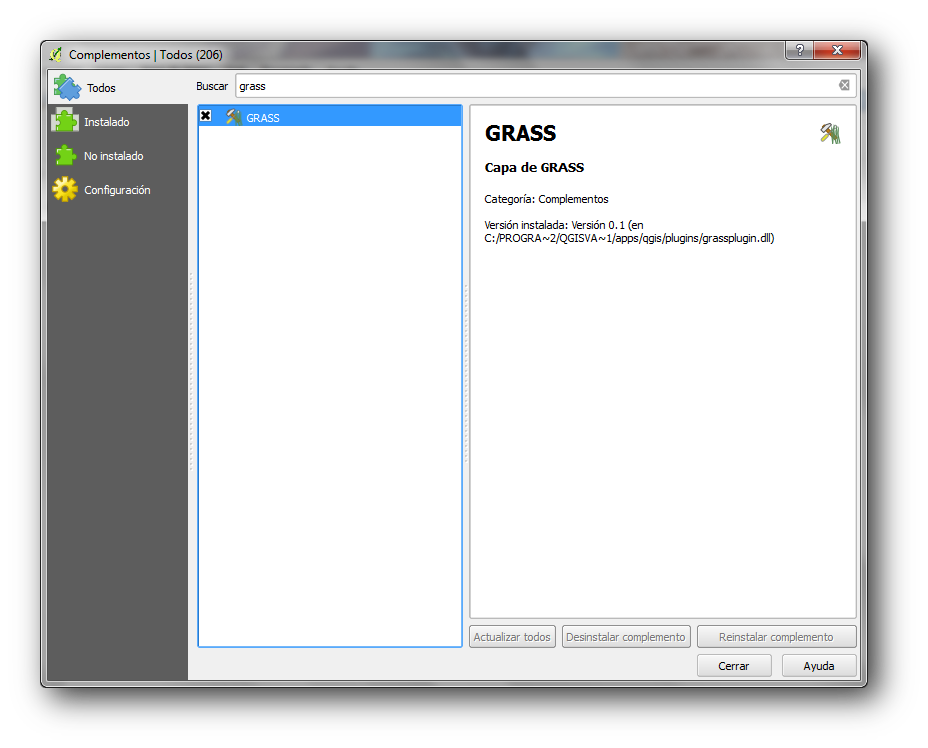 Complementos | Todos (206)
?
Todos
Instalado
No instalado
Configuración
Buscar
grass
GRASS
GRASS
Capa de GRASS
Categoría: Complementos
Versión instalada: Versión 0.1 (en
C:/PROGRA~2/QGISVA~1/apps/qgis/plugins/grassplugin.dll)
Actualizar todos
Desinstalar complemento
Reinstalar complemento
Cerrar
Ayuda